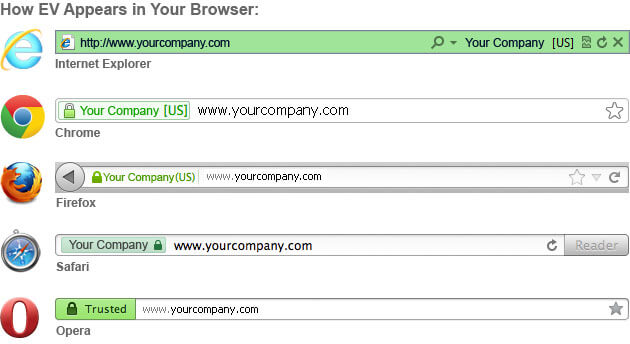 How EV Appears in Your Browser:
http://www.yourcompany.com Your Company [US]
Internet Explorer
Your Company [US] www.yourcompany.com
Chrome
Your Company(US) www.yourcompany.com
Firefox
Your Company www.yourcompany.com Reader
Safari
Trusted www.yourcompany.com
Opera